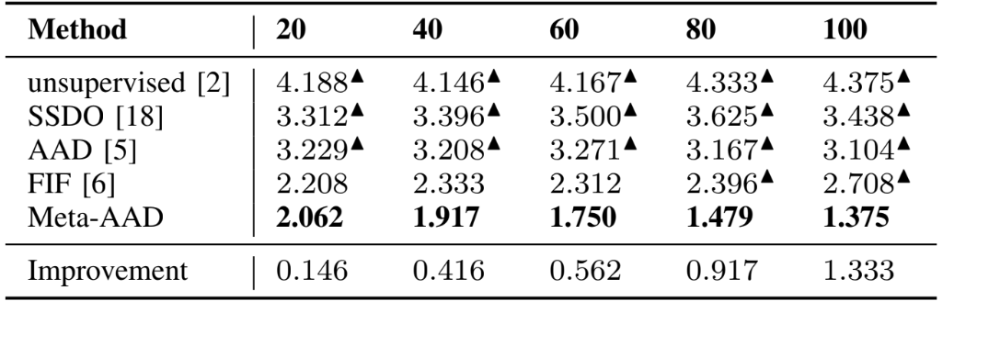 Method 20 40 60 80 100
unsupervised [2] 4.188▲ 4.146▲ 4.167▲ 4.333▲ 4.375▲
SSDO [18] 3.312▲ 3.396▲ 3.500▲ 3.625▲ 3.438▲
AAD [5] 3.229▲ 3.208▲ 3.271▲ 3.167▲ 3.104▲
FIF [6] 2.208 2.333 2.312 2.396▲ 2.708▲
Meta-AAD 2.062 1.917 1.750 1.479 1.375
Improvement 0.146 0.416 0.562 0.917 1.333